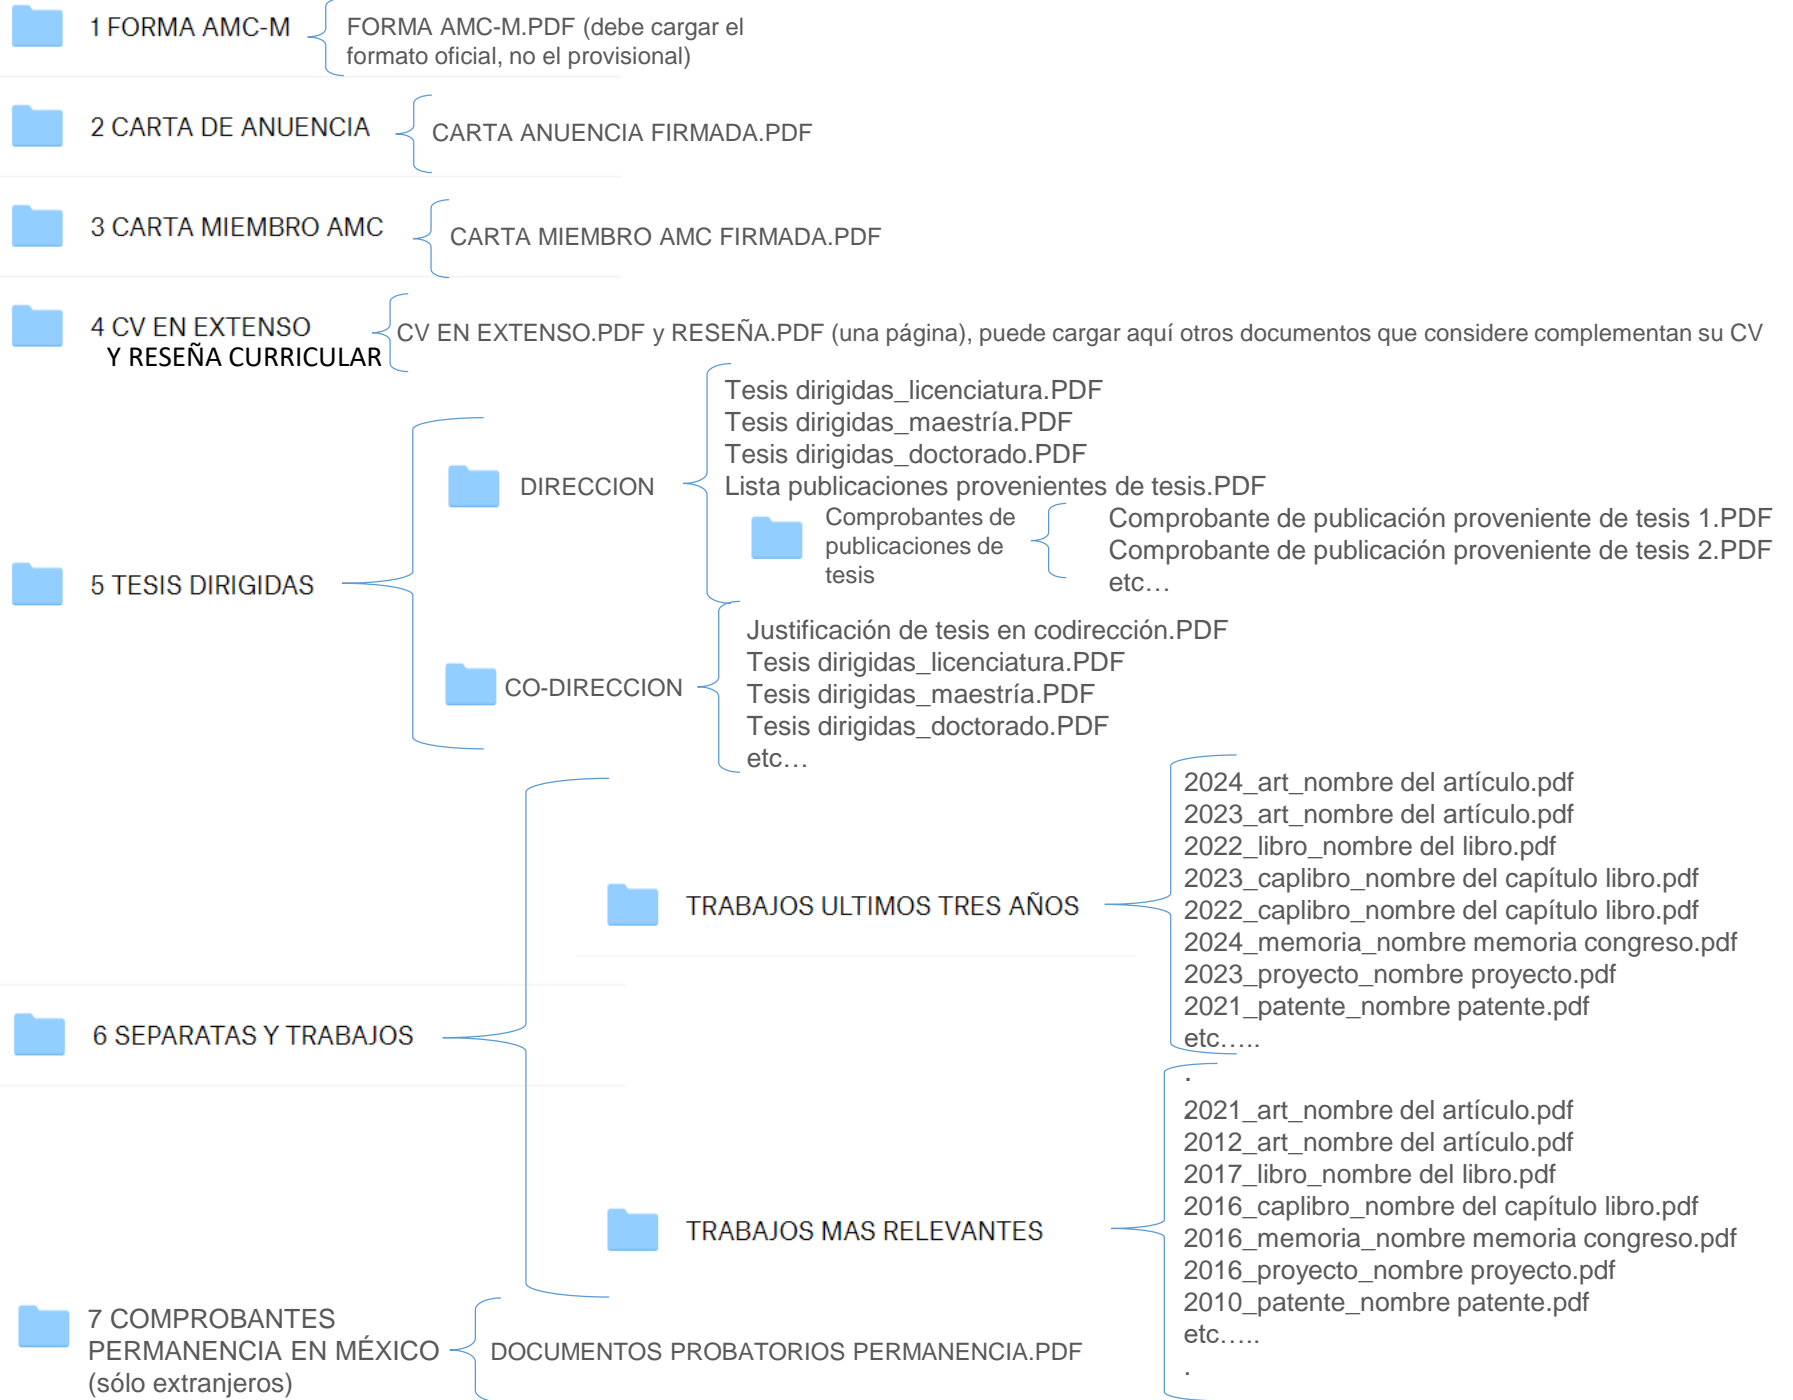 1 FORMA AMC-M
FORMA AMC-M.PDF (debe cargar el
formato oficial, no el provisional)
2 CARTA DE ANUENCIA
CARTA ANUENCIA FIRMADA.PDF
3 CARTA MIEMBRO AMC
CARTA MIEMBRO AMC FIRMADA.PDF
4 CV EN EXTENSO
Y RESEÑA CURRICULAR
CV EN EXTENSO.PDF y RESEÑA.PDF (una página), puede cargar aquí otros documentos que considere complementan su CV
5 TESIS DIRIGIDAS
DIRECCION
Tesis dirigidas_licenciatura.PDF
Tesis dirigidas_maestría.PDF
Tesis dirigidas_doctorado.PDF
Lista publicaciones provenientes de tesis.PDF
Comprobantes de
publicaciones de
tesis
Comprobante de publicación proveniente de tesis 1.PDF
Comprobante de publicación proveniente de tesis 2.PDF
etc…
CO-DIRECCION
Justificación de tesis en codirección.PDF
Tesis dirigidas_licenciatura.PDF
Tesis dirigidas_maestría.PDF
Tesis dirigidas_doctorado.PDF
etc…
6 SEPARATAS Y TRABAJOS
TRABAJOS ULTIMOS TRES AÑOS
2024_art_nombre del artículo.pdf
2023_art_nombre del artículo.pdf
2022_libro_nombre del libro.pdf
2023_caplibro_nombre del capítulo libro.pdf
2022_caplibro_nombre del capítulo libro.pdf
2024_memoria_nombre memoria congreso.pdf
2023_proyecto_nombre proyecto.pdf
2021_patente_nombre patente.pdf
etc…..
.
TRABAJOS MAS RELEVANTES
2021_art_nombre del artículo.pdf
2012_art_nombre del artículo.pdf
2017_libro_nombre del libro.pdf
2016_caplibro_nombre del capítulo libro.pdf
2016_memoria_nombre memoria congreso.pdf
2016_proyecto_nombre proyecto.pdf
2010_patente_nombre patente.pdf
etc…..
.
7 COMPROBANTES
PERMANENCIA EN MÉXICO
(sólo extranjeros)
DOCUMENTOS PROBATORIOS PERMANENCIA.PDF